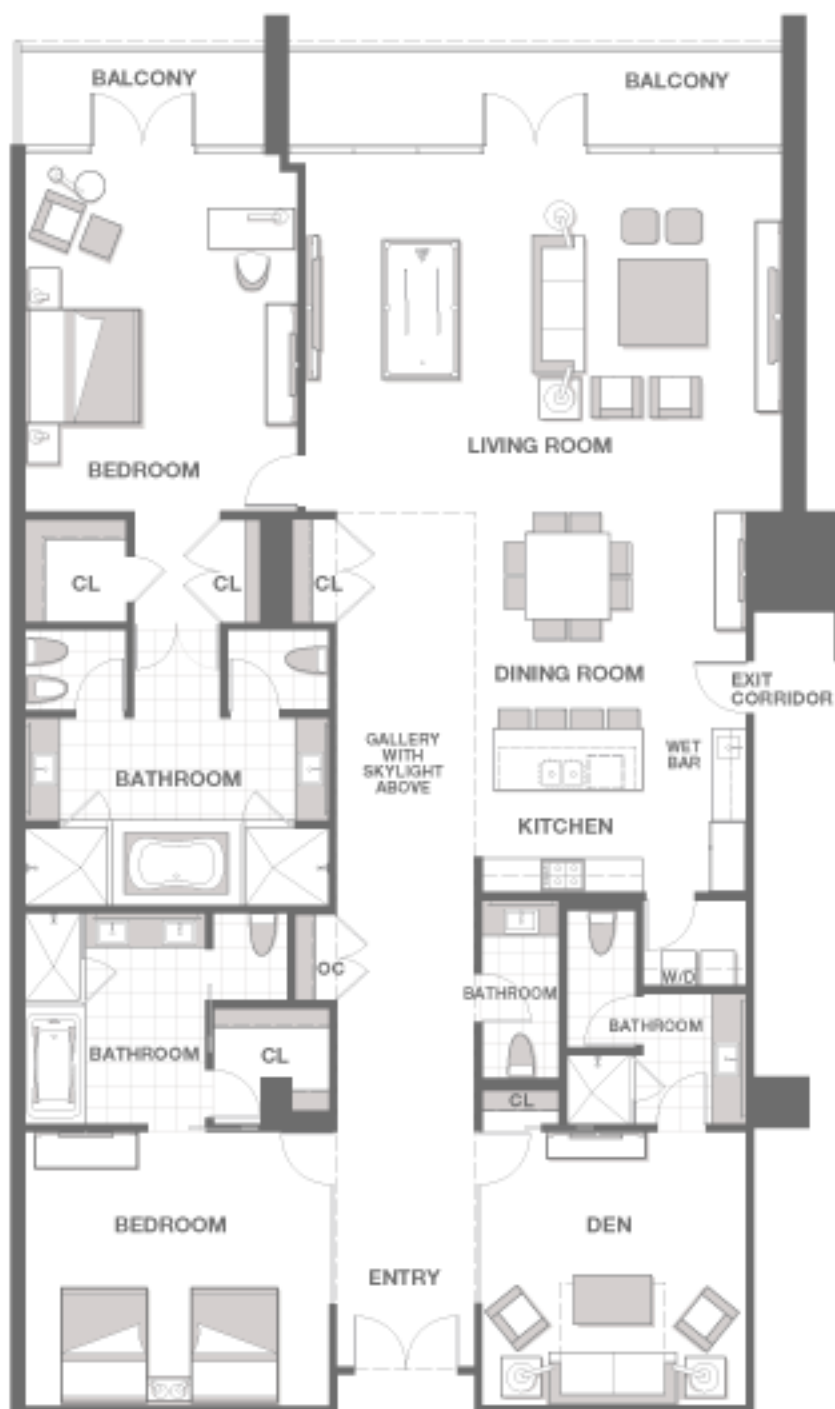 BALCONY
BALCONY
LIVING ROOM
BEDROOM
CL
CL
CL
DINING ROOM
EXIT
CORRIDOR
GALLERY
WITH
SKYLIGHT
ABOVE
WET
BAR
BATHROOM
KITCHEN
OC
W/D
BATHROOM
BATHROOM
BATHROOM
CL
CL
BEDROOM
DEN
ENTRY